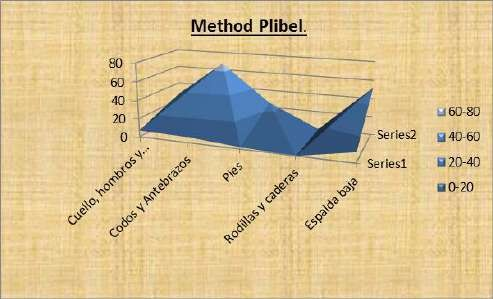 Method Plibel.
80
60
40
20
0
Cuello, hombros y...
Codos y Antebrazos
Pies
Rodillas y caderas
Espalda baja
Series2
Series1
60-80
40-60
20-40
0-20